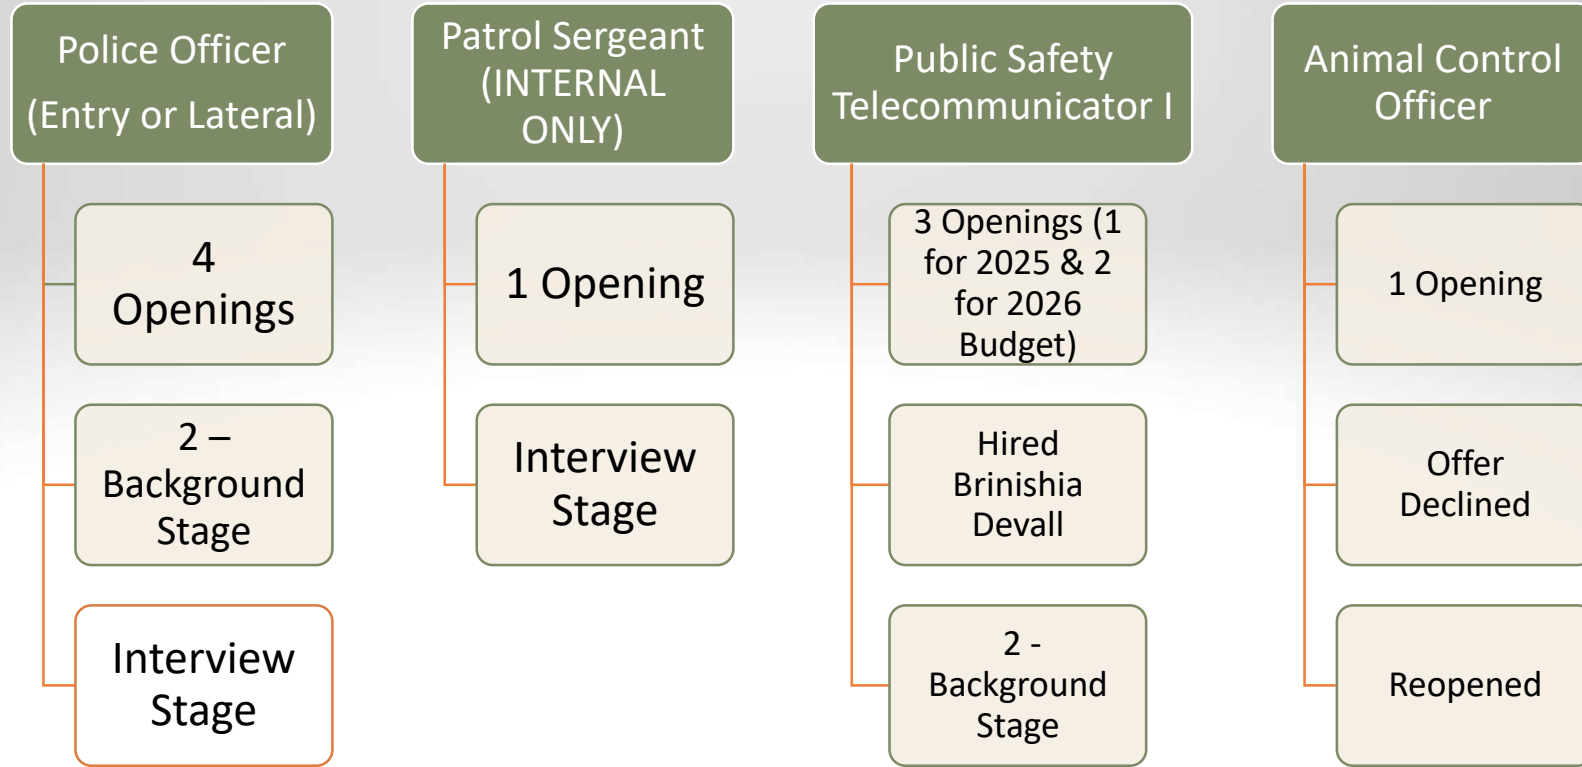 Police Officer
(Entry or Lateral)
4
Openings
2 –
Background
Stage
Interview
Stage
Patrol Sergeant
(INTERNAL
ONLY)
1 Opening
Interview
Stage
Public Safety
Telecommunicator I
3 Openings (1
for 2025 & 2
for 2026
Budget)
Hired
Brinishia
Devall
2 -
Background
Stage
Animal Control
Officer
1 Opening
Offer
Declined
Reopened